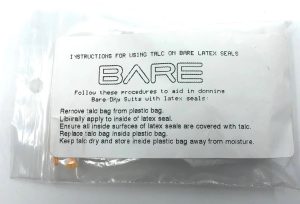 INSTRUCTIONS FOR USING TALC ON BARE LATEX SEALS
BARE
Follow these procedures to aid in donning
Bare Dry Suits with latex seals:
Remove talc bag from plastic bag.
Liberally apply to inside of latex seal.
Ensure all inside surfaces of latex seals are covered with talc.
Replace talc bag inside plastic bag.
Keep talc dry and store inside plastic bag away from moisture.